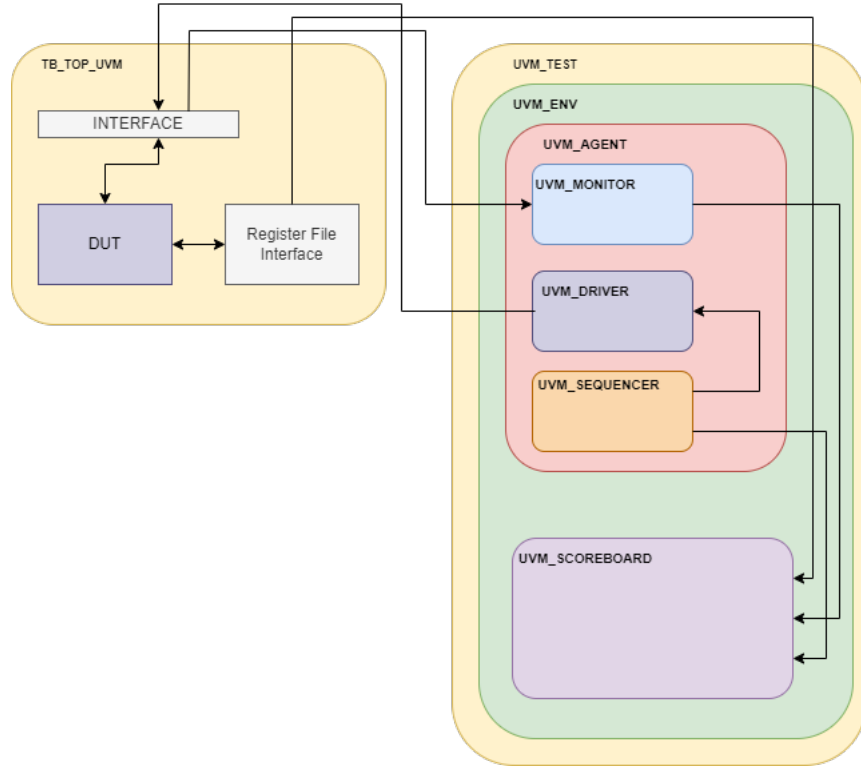 TB_TOP_UVM
INTERFACE
DUT
Register File
Interface
UVM_TEST
UVM_ENV
UVM_AGENT
UVM_MONITOR
UVM_DRIVER
UVM_SEQUENCER
UVM_SCOREBOARD